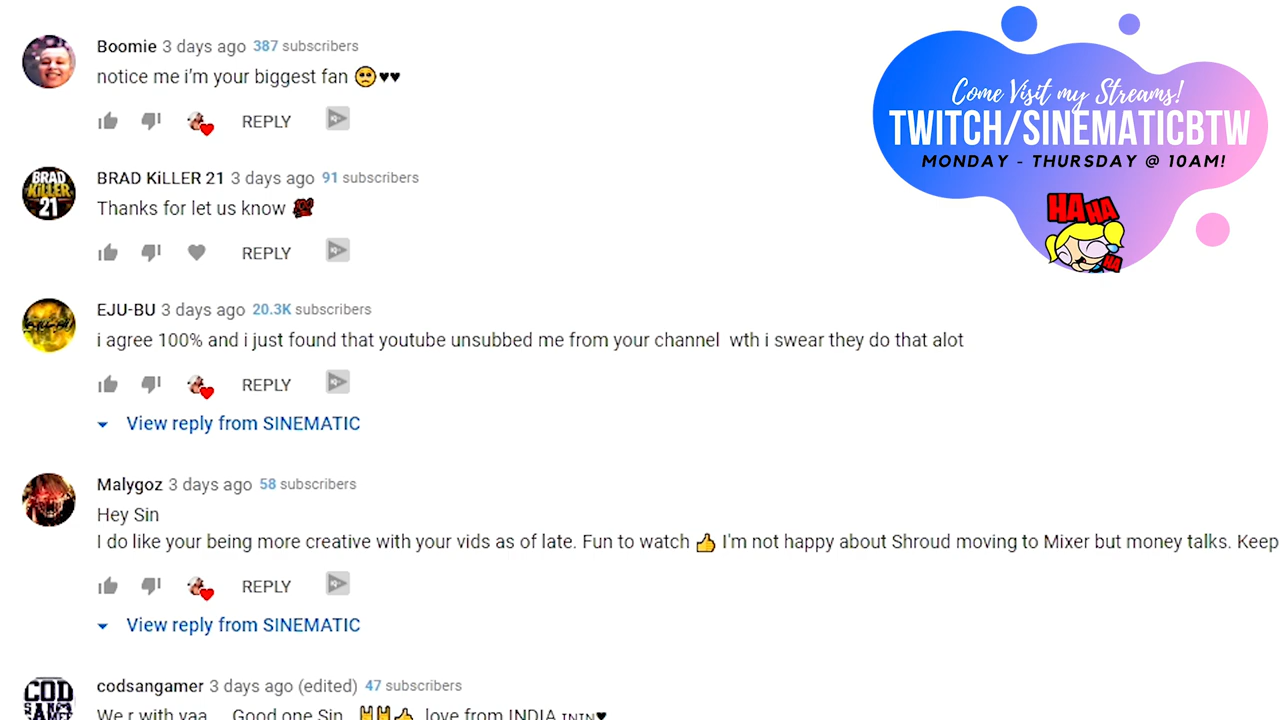 Boomie 3 days ago 387 subscribers
notice me i'm your biggest fan 🥺♥♥
REPLY
BRAD KiLLER 21 3 days ago 91 subscribers
Thanks for let us know 💯
REPLY
EJU-BU 3 days ago 20.3K subscribers
i agree 100% and i just found that youtube unsubbed me from your channel wth i swear they do that alot
REPLY
View reply from SINEMATIC
Malygoz 3 days ago 58 subscribers
Hey Sin
I do like your being more creative with your vids as of late. Fun to watch 👍 I'm not happy about Shroud moving to Mixer but money talks. Keep
REPLY
View reply from SINEMATIC
codsangamer 3 days ago (edited) 47 subscribers
We r with yaa... Good one Sin.. 🤘🤘👍 love from INDIA ɪɴɪɴ♥
Come Visit my Streams!
TWITCH/SINEMATICBTW
MONDAY - THURSDAY @ 10AM!
HA HA
HA
BRAD
KiLLER
21
COD